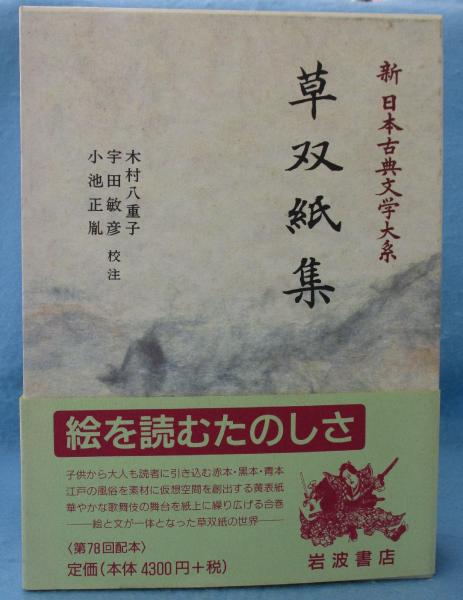 新 日本古典文学大系
草双紙集
木村八重子
宇田敏彦 校注
小池正胤
絵を読むたのしさ
子供から大人も読者に引き込む赤本・黒本・青本
江戸の風俗を素材に仮想空間を創出する黄表紙
華やかな歌舞伎の舞台を紙上に繰り広げる合巻
――絵と文が一体となった草双紙の世界――
〈第78回配本〉
定価(本体4300円+税)
岩波書店